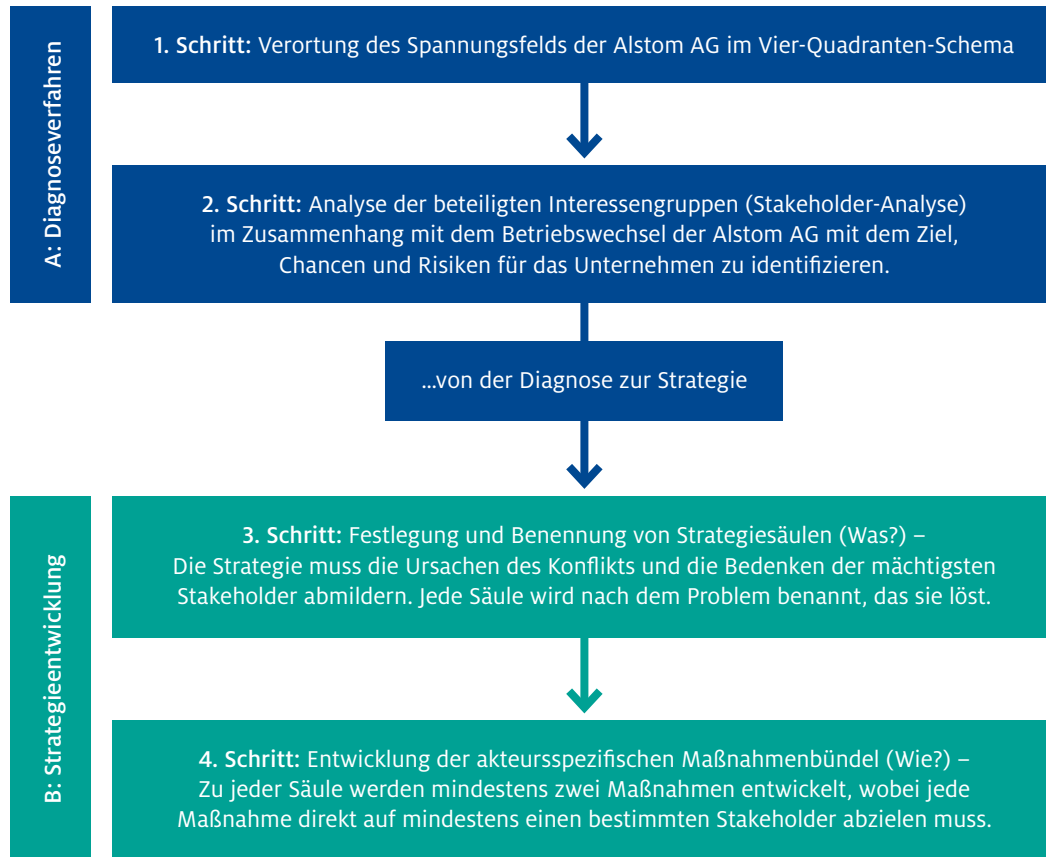 A: Diagnoseverfahren
1. Schritt: Verortung des Spannungsfelds der Alstom AG im Vier-Quadranten-Schema
2. Schritt: Analyse der beteiligten Interessengruppen (Stakeholder-Analyse)
im Zusammenhang mit dem Betriebswechsel der Alstom AG mit dem Ziel,
Chancen und Risiken für das Unternehmen zu identifizieren.
...von der Diagnose zur Strategie
B: Strategieentwicklung
3. Schritt: Festlegung und Benennung von Strategiesäulen (Was?) –
Die Strategie muss die Ursachen des Konflikts und die Bedenken der mächtigsten
Stakeholder abmildern. Jede Säule wird nach dem Problem benannt, das sie löst.
4. Schritt: Entwicklung der akteursspezifischen Maßnahmenbündel (Wie?) –
Zu jeder Säule werden mindestens zwei Maßnahmen entwickelt, wobei jede
Maßnahme direkt auf mindestens einen bestimmten Stakeholder abzielen muss.